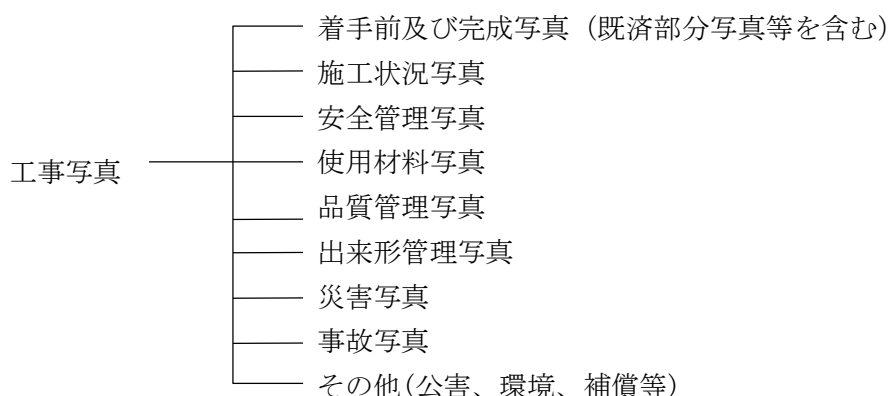 着手前及び完成写真（既済部分写真等を含む）
施工状況写真
安全管理写真
工事写真
使用材料写真
品質管理写真
出来形管理写真
災害写真
事故写真
その他(公害、環境、補償等)